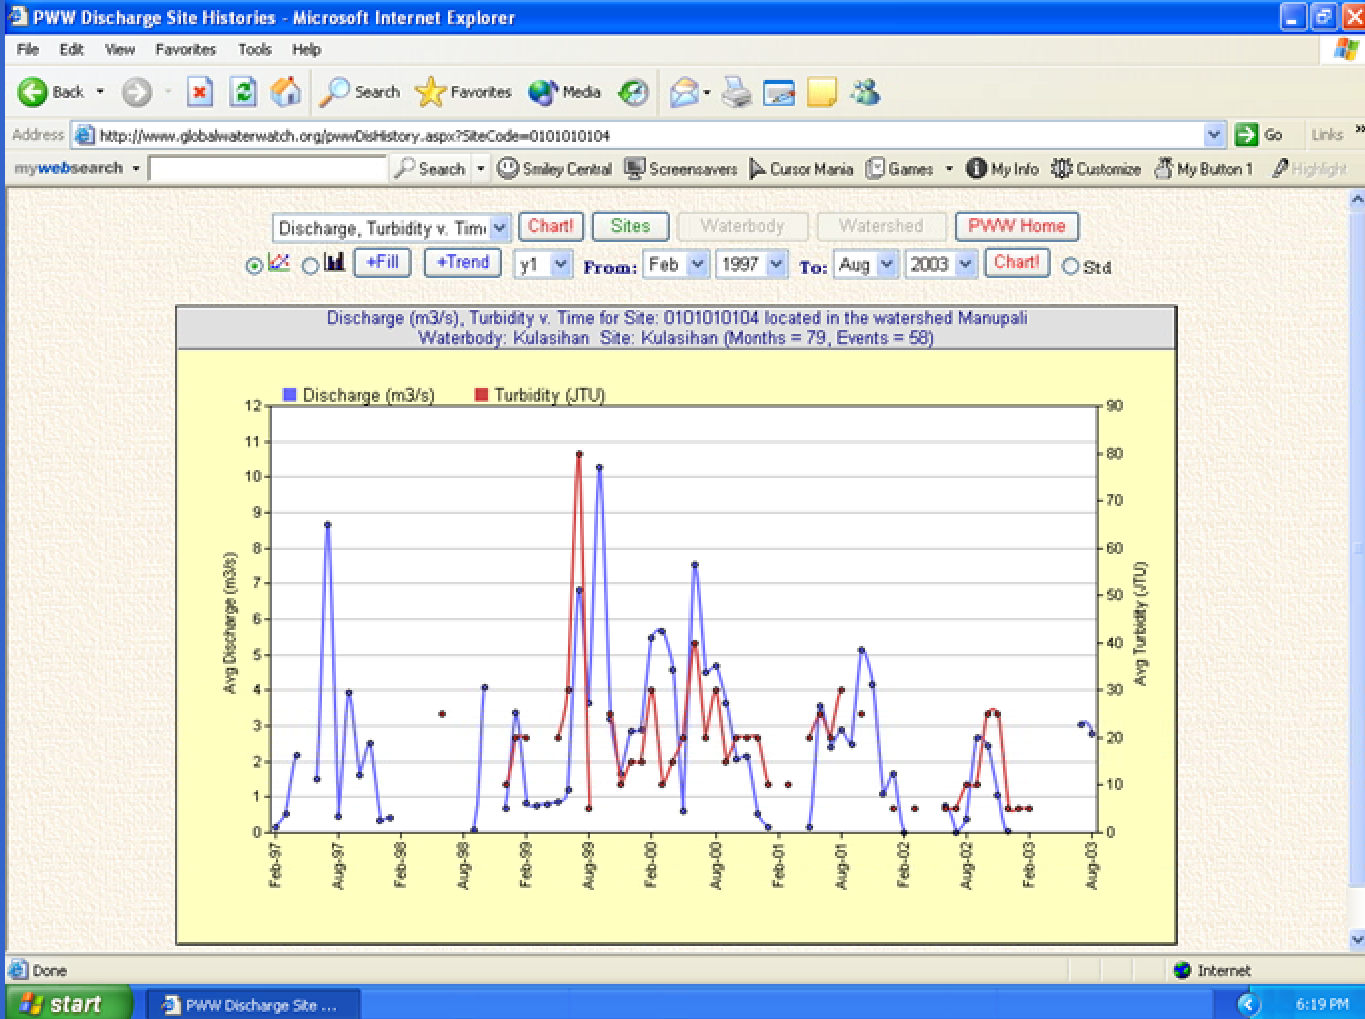 PWW Discharge Site Histories - Microsoft Internet Explorer
File Edit View Favorites Tools Help
Back Search Favorites Media
Address http://www.globalwaterwatch.org/pwwDisHistory.aspx?SiteCode=0101010104 Go Links »
mywebsearch Search Smiley Central Screensavers Cursor Mania Games My Info Customize My Button 1 Highlight
Discharge, Turbidity v. Tim Chart! Sites Waterbody Watershed PWW Home
+Fill +Trend y1 From: Feb 1997 To: Aug 2003 Chart! Std
Discharge (m3/s), Turbidity v. Time for Site: 0101010104 located in the watershed Manupali
Waterbody: Kulasihan Site: Kulasihan (Months = 79, Events = 58)
Discharge (m3/s) Turbidity (JTU)
12 90
11 80
10 70
9 60
8 50
7 40
6 30
5 20
4 10
3 0
2
1
0
Avg Discharge (m3/s)
Avg Turbidity (JTU)
Feb-97 Aug-97 Feb-98 Aug-98 Feb-99 Aug-99 Feb-00 Aug-00 Feb-01 Aug-01 Feb-02 Aug-02 Feb-03 Aug-03
Done Internet
start PWW Discharge Site ... 6:19 PM